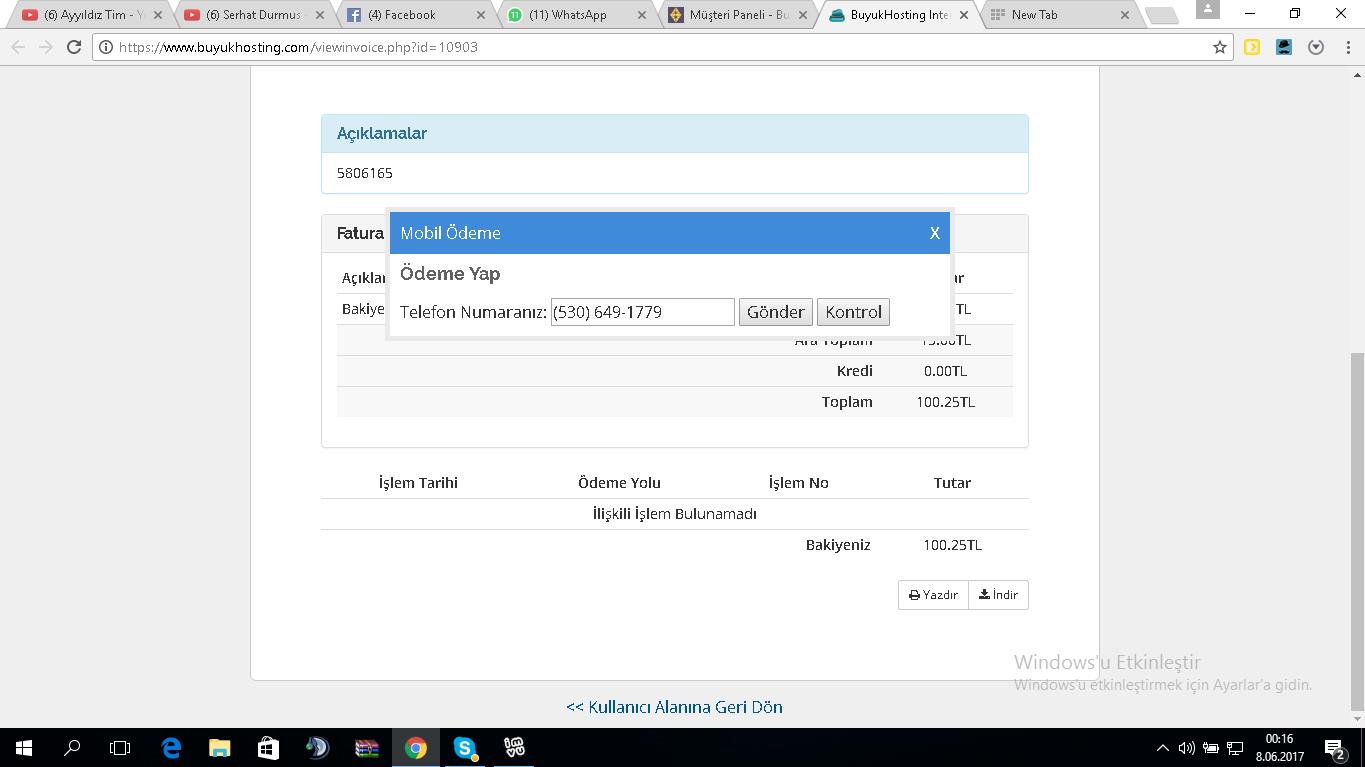 (6) Ayyıldız Tim - Y
(6) Serhat Durmus -
(4) Facebook
(11) WhatsApp
Müşteri Paneli - Bu
BuyukHosting Inte
New Tab
https://www.buyukhosting.com/viewinvoice.php?id=10903
Açıklamalar
5806165
Fatura
Mobil Ödeme
X
Ödeme Yap
Telefon Numaranız: (530) 649-1779 Gönder Kontrol
Açıkla
Bakiye
TL
Ara Toplam
Kredi 0.00TL
Toplam 100.25TL
İşlem Tarihi Ödeme Yolu İşlem No Tutar
İlişkili İşlem Bulunamadı
Bakiyeniz 100.25TL
Yazdır İndir
Windows'u Etkinleştir
Windows'u etkinleştirmek için Ayarlar'a gidin.
<< Kullanıcı Alanına Geri Dön
00:16
8.06.2017
2